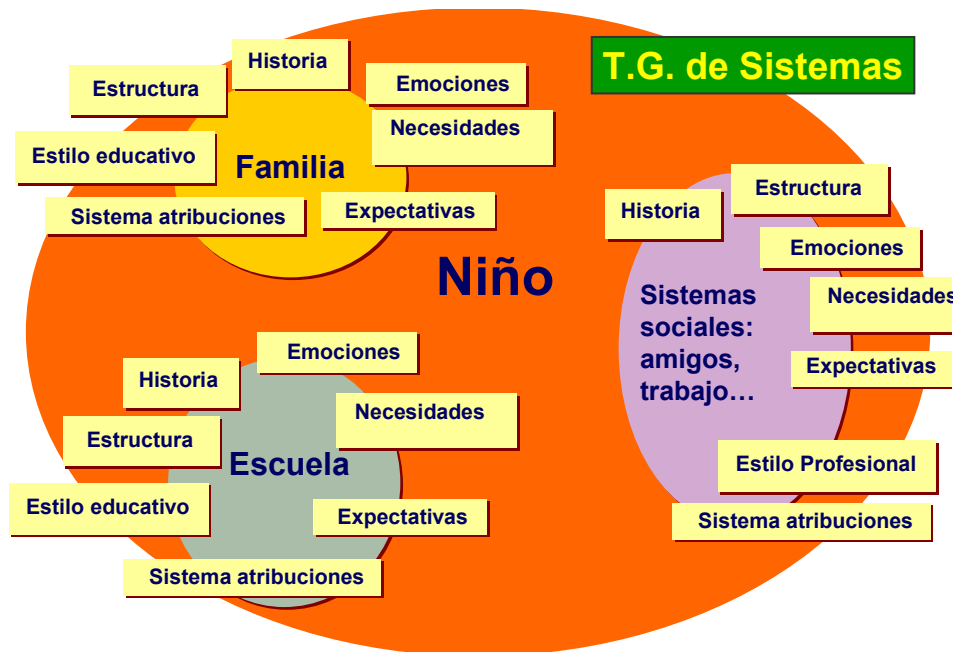 T.G. de Sistemas
Historia
Estructura
Emociones
Necesidades
Estilo educativo
Familia
Sistema atribuciones
Expectativas
Niño
Estructura
Historia
Emociones
Necesidades
Sistemas
sociales:
amigos,
trabajo…
Expectativas
Estilo Profesional
Sistema atribuciones
Emociones
Historia
Necesidades
Estructura
Escuela
Estilo educativo
Expectativas
Sistema atribuciones